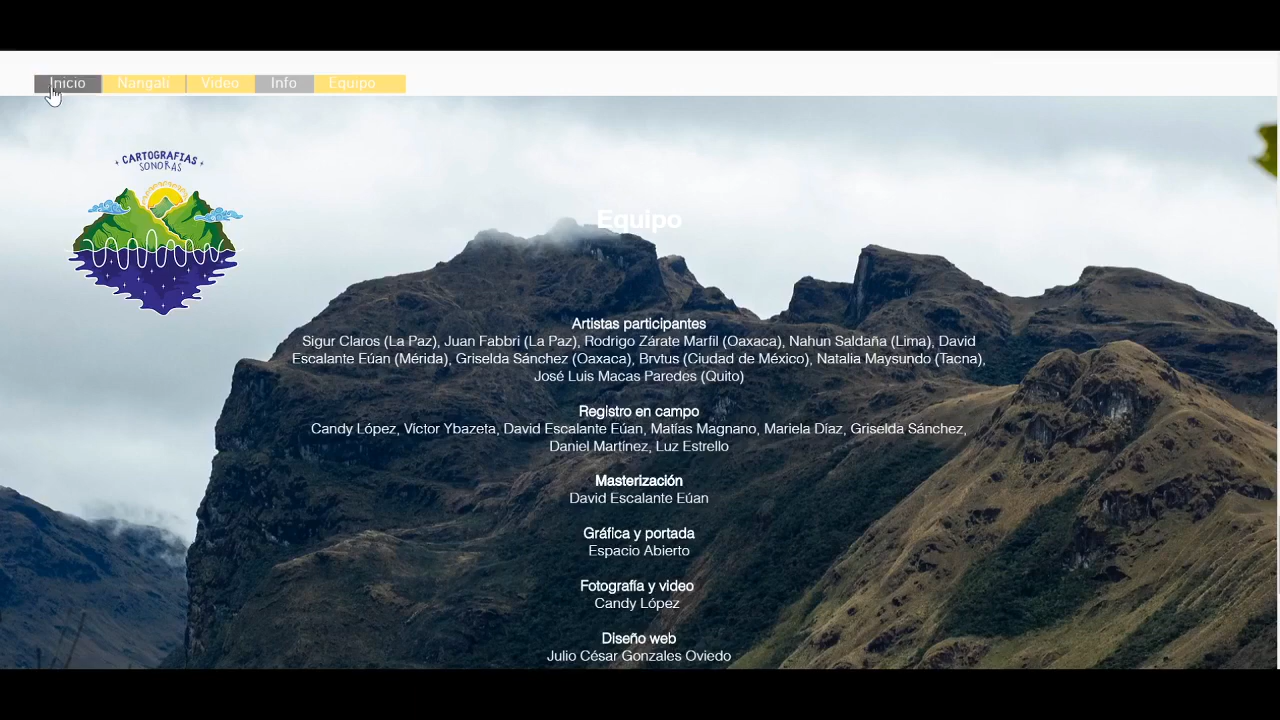 Inicio Nangalí Video Info Equipo
CARTOGRAFIAS
SONORAS
Equipo
Artistas participantes
Sigur Claros (La Paz), Juan Fabbri (La Paz), Rodrigo Zárate Marfil (Oaxaca), Nahun Saldaña (Lima), David
Escalante Eúan (Mérida), Griselda Sánchez (Oaxaca), Brvtus (Ciudad de México), Natalia Maysundo (Tacna),
José Luis Macas Paredes (Quito)
Registro en campo
Candy López, Víctor Ybazeta, David Escalante Eúan, Matías Magnano, Mariela Díaz, Griselda Sánchez,
Daniel Martínez, Luz Estrello
Masterización
David Escalante Eúan
Gráfica y portada
Espacio Abierto
Fotografía y video
Candy López
Diseño web
Julio César Gonzales Oviedo